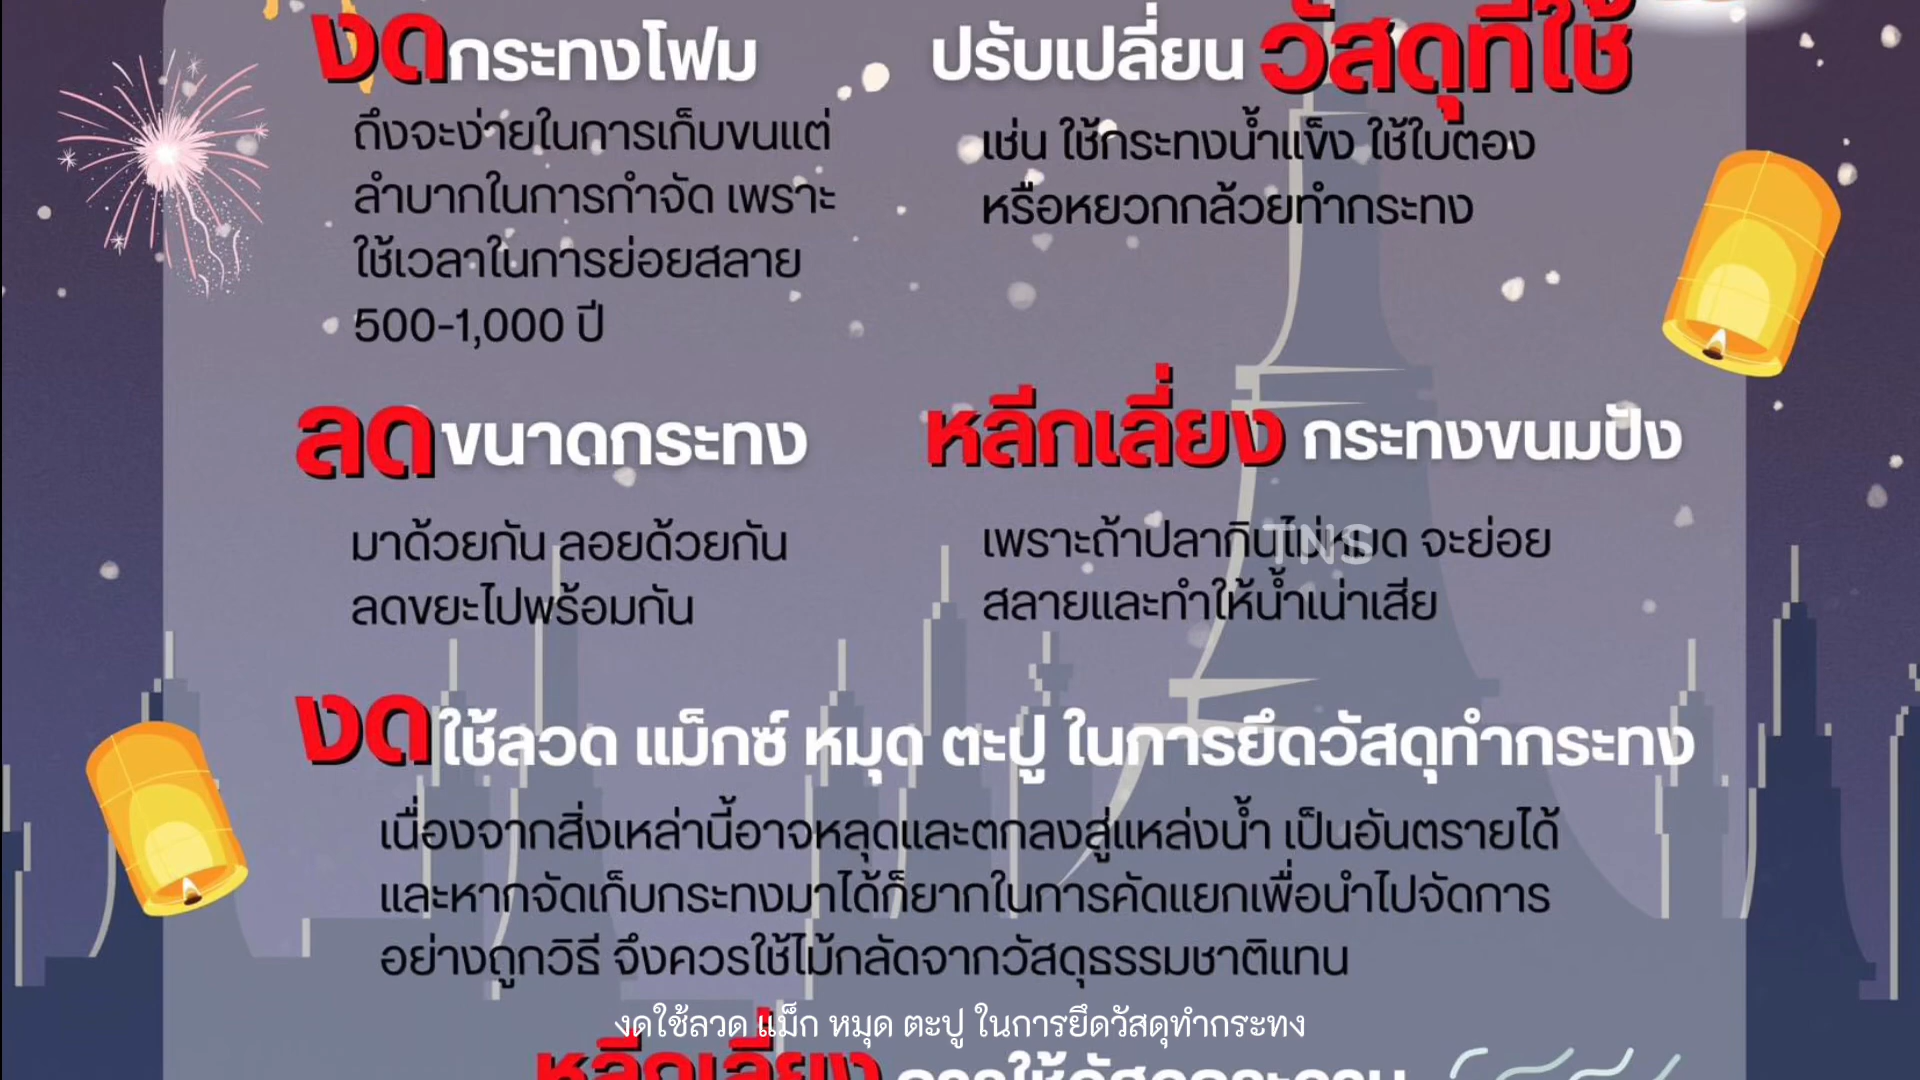 งดกระทงโฟม
ถึงจะง่ายในการเก็บขนแต่
ลำบากในการกำจัด เพราะ
ใช้เวลาในการย่อยสลาย
500-1,000 ปี
ปรับเปลี่ยน วัสดุที่ใช้
เช่น ใช้กระทงน้ำแข็ง ใช้ใบตอง
หรือหยวกกล้วยทำกระทง
ลดขนาดกระทง
มาด้วยกัน ลอยด้วยกัน
ลดขยะไปพร้อมกัน
หลีกเลี่ยง กระทงขนมปัง
เพราะถ้าปลากินไม่หมด จะย่อย
สลายและทำให้น้ำเน่าเสีย
TNS
งดใช้ลวด แม็กซ์ หมุด ตะปู ในการยึดวัสดุทำกระทง
เนื่องจากสิ่งเหล่านี้อาจหลุดและตกลงสู่แหล่งน้ำ เป็นอันตรายได้
และหากจัดเก็บกระทงมาได้ก็ยากในการคัดแยกเพื่อนำไปจัดการ
อย่างถูกวิธี จึงควรใช้ไม้กลัดจากวัสดุธรรมชาติแทน
งดใช้ลวด แม็ก หมุด ตะปู ในการยึดวัสดุทำกระทง
หลีกเลี่ยง